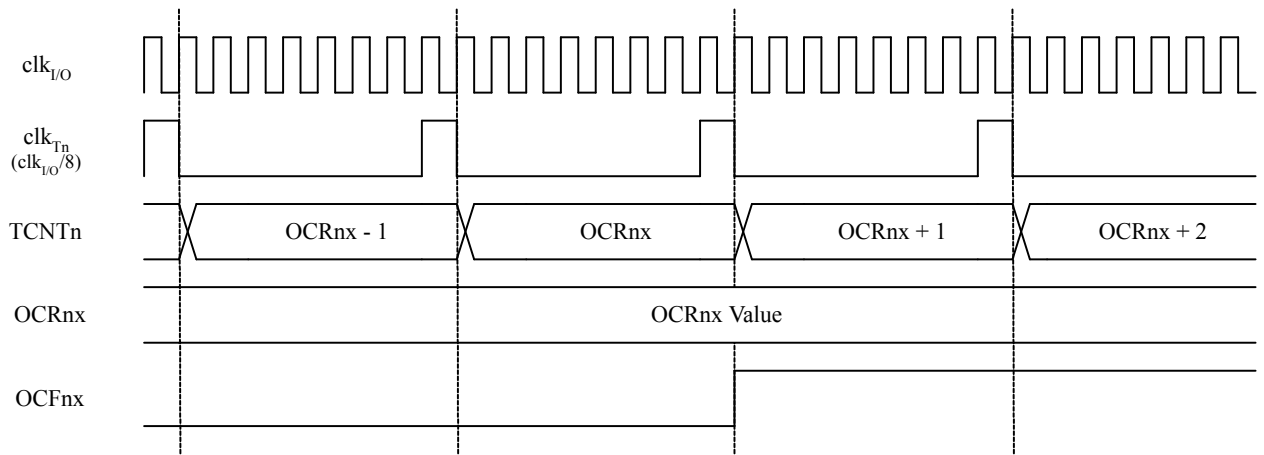 clkI/O
clkTn
(clkI/O/8)
TCNTn
OCRnx - 1
OCRnx
OCRnx + 1
OCRnx + 2
OCRnx
OCRnx Value
OCFnx